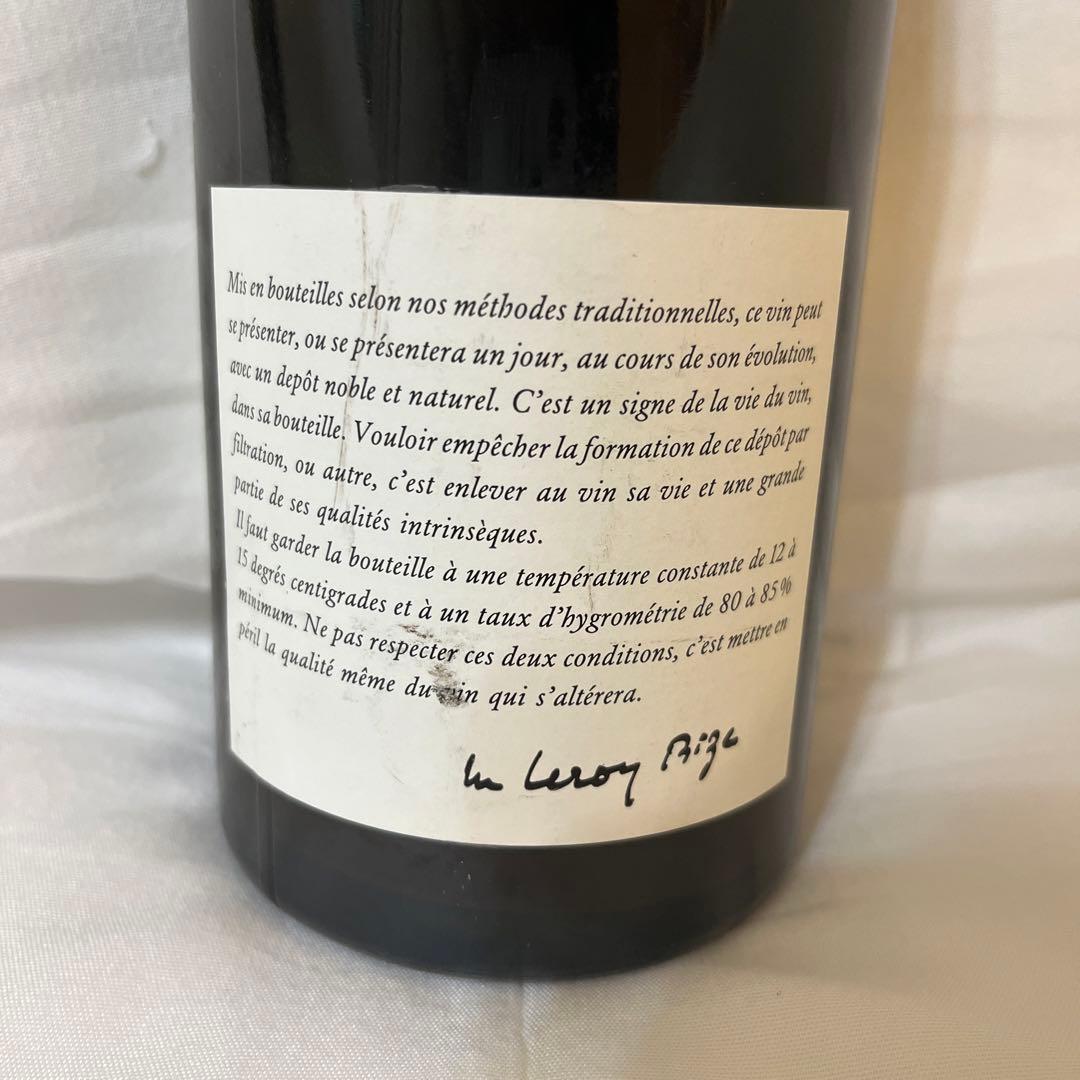 Mis en bouteilles selon nos méthodes traditionnelles, ce vin peut
se présenter, ou se présentera un jour, au cours de son évolution,
avec un depôt noble et naturel. C'est un signe de la vie du vin,
dans sa bouteille. Vouloir empêcher la formation de ce dépôt par
filtration, ou autre, c'est enlever au vin sa vie et une grande
partie de ses qualités intrinsèques.
Il faut garder la bouteille à une température constante de 12 à
15 degrés centigrades et à un taux d'hygrométrie de 80 à 85 %
minimum. Ne pas respecter ces deux conditions, c'est mettre en
péril la qualité même du vin qui s'altérera.
Leroy Bize